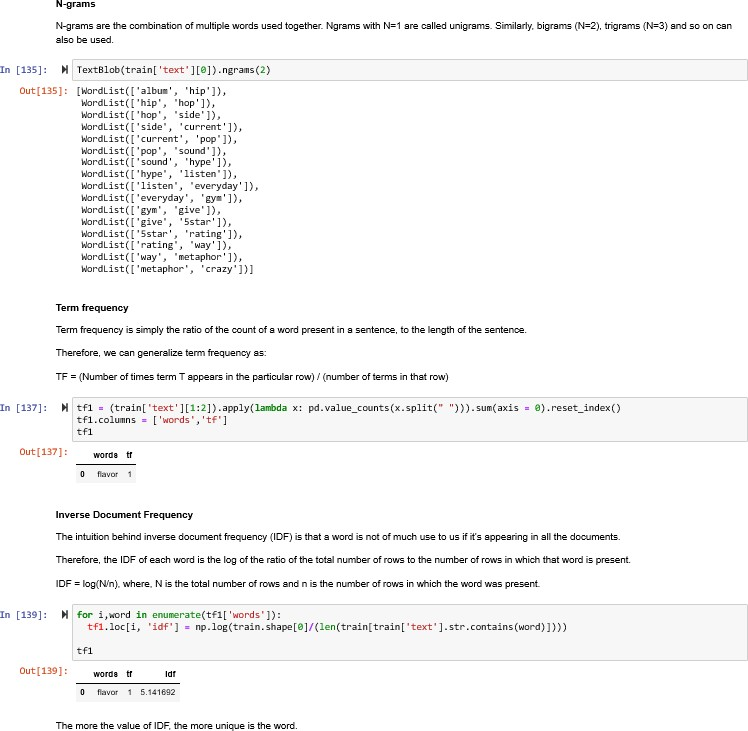 N-grams
N-grams are the combination of multiple words used together. Ngrams with N=1 are called unigrams. Similarly, bigrams (N=2), trigrams (N=3) and so on can
also be used.
In [135]: TextBlob(train['text'][0]).ngrams(2)
Out[135]: [WordList(['album', 'hip']),
WordList(['hip', 'hop']),
WordList(['hop', 'side']),
WordList(['side', 'current']),
WordList(['current', 'pop']),
WordList(['pop', 'sound']),
WordList(['sound', 'hype']),
WordList(['hype', 'listen']),
WordList(['listen', 'everyday']),
WordList(['everyday', 'gym']),
WordList(['gym', 'give']),
WordList(['give', '5star']),
WordList(['5star', 'rating']),
WordList(['rating', 'way']),
WordList(['way', 'metaphor']),
WordList(['metaphor', 'crazy'])]
Term frequency
Term frequency is simply the ratio of the count of a word present in a sentence, to the length of the sentence.
Therefore, we can generalize term frequency as:
TF = (Number of times term T appears in the particular row) / (number of terms in that row)
In [137]: tf1 = (train['text'][1:2]).apply(lambda x: pd.value_counts(x.split(" "))).sum(axis = 0).reset_index()
tf1.columns = ['words','tf']
tf1
Out[137]:
words tf
0 flavor 1
Inverse Document Frequency
The intuition behind inverse document frequency (IDF) is that a word is not of much use to us if it's appearing in all the documents.
Therefore, the IDF of each word is the log of the ratio of the total number of rows to the number of rows in which that word is present.
IDF = log(N/n), where, N is the total number of rows and n is the number of rows in which the word was present.
In [139]: for i,word in enumerate(tf1['words']):
tf1.loc[i, 'idf'] = np.log(train.shape[0]/(len(train[train['text'].str.contains(word)])))
tf1
Out[139]:
words tf idf
0 flavor 1 5.141692
The more the value of IDF, the more unique is the word.